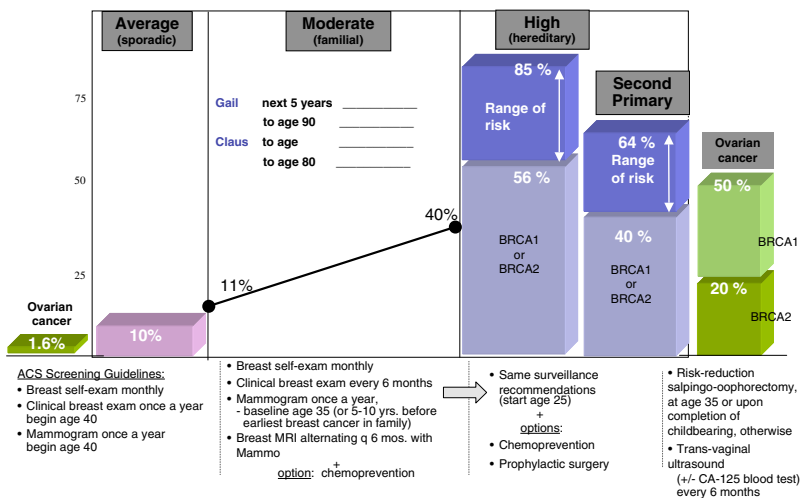 Average
(sporadic)
Moderate
(familial)
High
(hereditary)
Second
Primary
Ovarian
cancer
75
50
25
Gail next 5 years
to age 90
Claus to age
to age 80
85 %
Range of
risk
56 %
BRCA1
or
BRCA2
64 %
Range
of risk
40 %
BRCA1
or
BRCA2
50 %
BRCA1
20 %
BRCA2
40%
11%
Ovarian
cancer
1.6%
10%
ACS Screening Guidelines:
• Breast self-exam monthly
• Clinical breast exam once a year
begin age 40
• Mammogram once a year
begin age 40
• Breast self-exam monthly
• Clinical breast exam every 6 months
• Mammogram once a year,
- baseline age 35 (or 5-10 yrs. before
earliest breast cancer in family)
• Breast MRI alternating q 6 mos. with
Mammo
+
option: chemoprevention
• Same surveillance
recommendations
(start age 25)
+
options:
• Chemoprevention
• Prophylactic surgery
• Risk-reduction
salpingo-oophorectomy,
at age 35 or upon
completion of
childbearing, otherwise
• Trans-vaginal
ultrasound
(+/- CA-125 blood test)
every 6 months